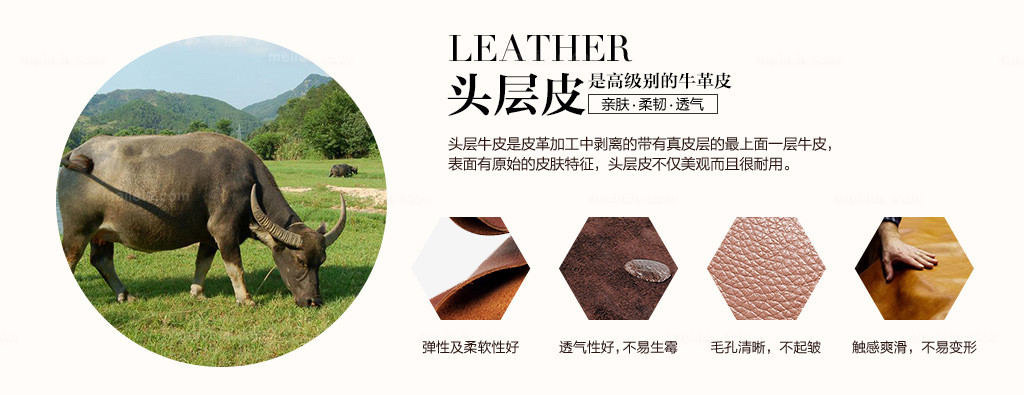 LEATHER
头层皮
是高级别的牛革皮
亲肤·柔韧·透气
头层牛皮是皮革加工中剥离的带有真皮层的最上面一层牛皮，
表面有原始的皮肤特征，头层皮不仅美观而且很耐用。
弹性及柔软性好
透气性好，不易生霉
毛孔清晰，不起皱
触感爽滑，不易变形